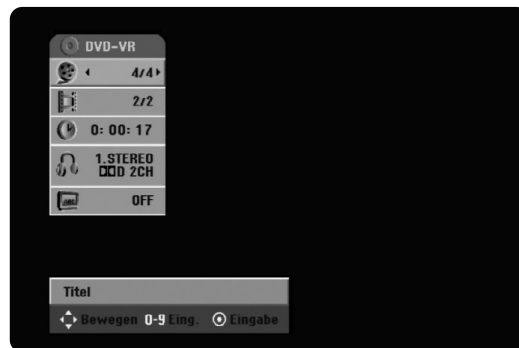 DVD-VR
4/4
2/2
0: 00: 17
1.STEREO
DD D 2CH
OFF
Titel
Bewegen 0-9 Eing. Eingabe